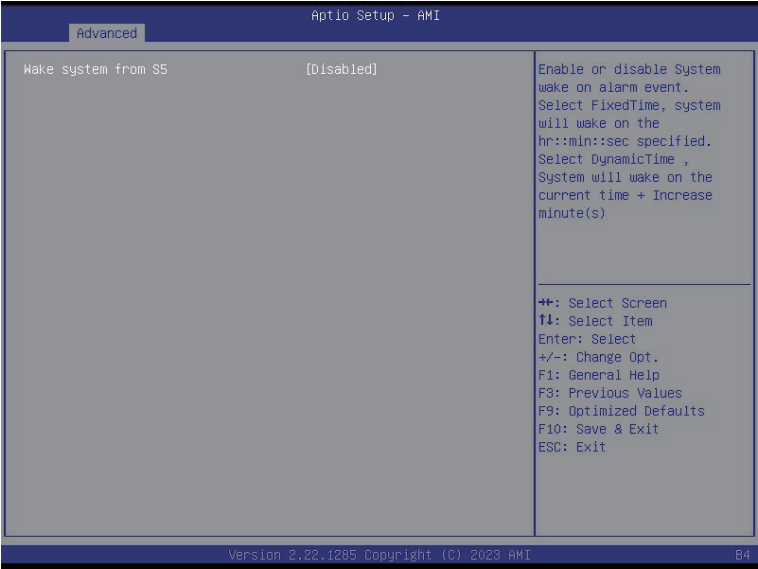 Aptio Setup – AMI
Advanced
Wake system from S5 [Disabled]
Enable or disable System
wake on alarm event.
Select FixedTime, system
will wake on the
hr::min::sec specified.
Select DynamicTime ,
System will wake on the
current time + Increase
minute(s)
→←: Select Screen
↑↓: Select Item
Enter: Select
+/-: Change Opt.
F1: General Help
F3: Previous Values
F9: Optimized Defaults
F10: Save & Exit
ESC: Exit
Version 2.22.1285 Copyright (C) 2023 AMI
B4